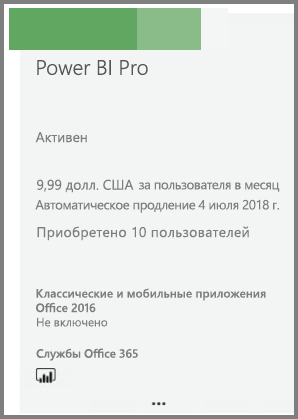 Power BI Pro
Активен
9,99 долл. США за пользователя в месяц
Автоматическое продление 4 июля 2018 г.
Приобретено 10 пользователей
Классические и мобильные приложения
Office 2016
Не включено
Службы Office 365